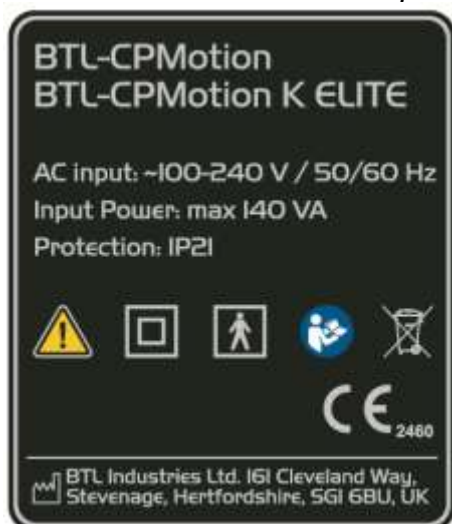 BTL-CPMotion
BTL-CPMotion K ELITE
AC input: ~100-240 V / 50/60 Hz
Input Power: max 140 VA
Protection: IP21
CE 2460
BTL Industries Ltd. 161 Cleveland Way,
Stevenage, Hertfordshire, SG1 6BU, UK